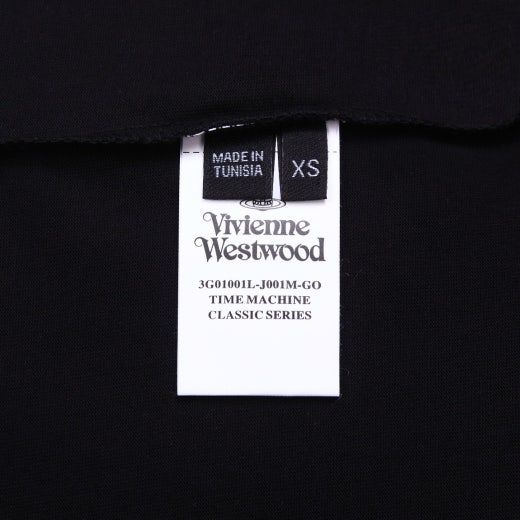 MADE IN
TUNISIA
XS
Vivienne
Westwood
3G01001L-J001M-GO
TIME MACHINE
CLASSIC SERIES